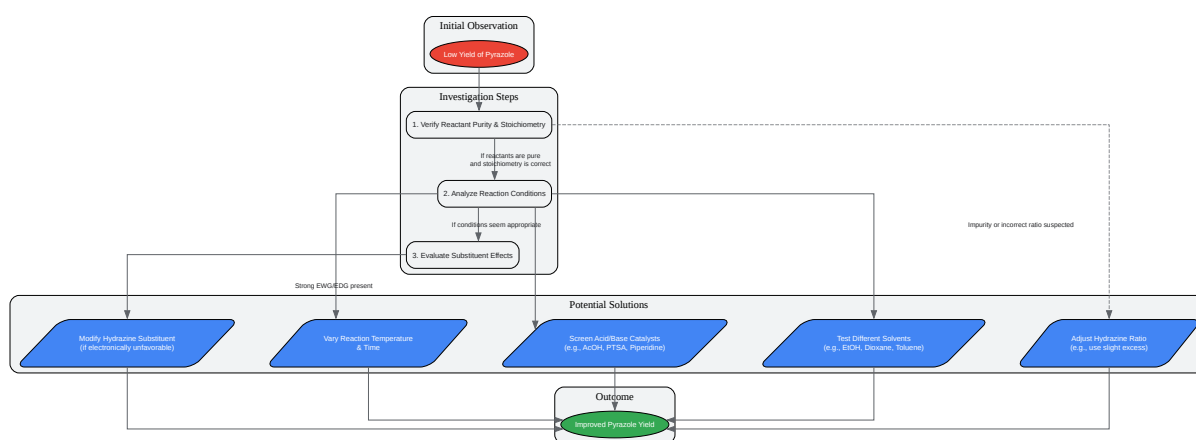 Initial Observation
Low Yield of Pyrazole
Investigation Steps
1. Verify Reactant Purity & Stoichiometry
If reactants are pure
and stoichiometry is correct
2. Analyze Reaction Conditions
If conditions seem appropriate
Impurity or incorrect ratio suspected
3. Evaluate Substituent Effects
Strong EWG/EDG present
Potential Solutions
Modify Hydrazine Substituent
(if electronically unfavorable)
Vary Reaction Temperature
& Time
Screen Acid/Base Catalysts
(e.g., AcOH, PTSA, Piperidine)
Test Different Solvents
(e.g., EtOH, Dioxane, Toluene)
Adjust Hydrazine Ratio
(e.g., use slight excess)
Outcome
Improved Pyrazole Yield